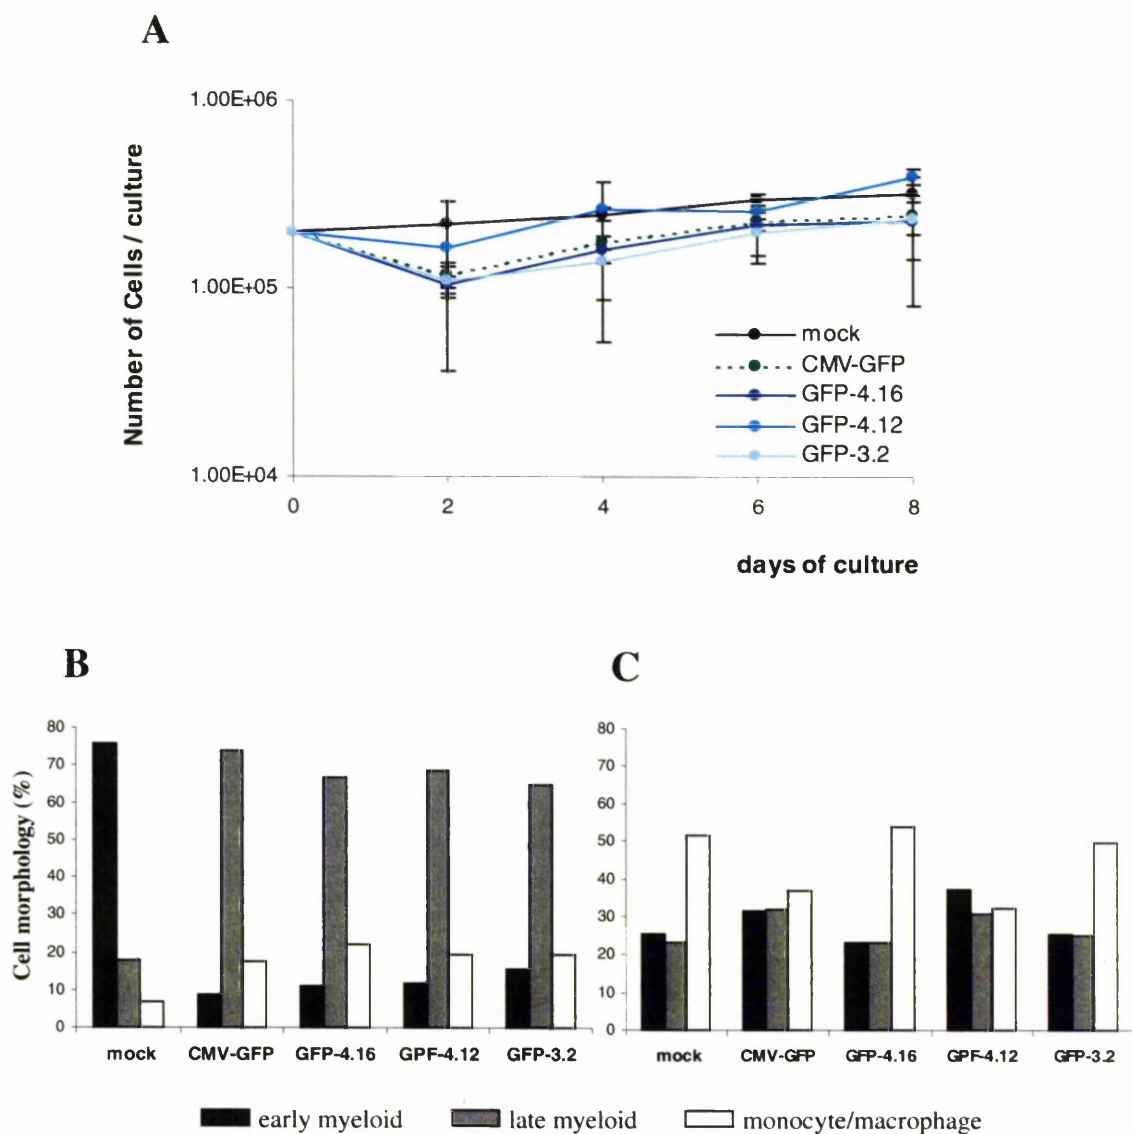 A
1.00E+06
1.00E+05
1.00E+04
Number of Cells / culture
mock
CMV-GFP
GFP-4.16
GFP-4.12
GFP-3.2
0 2 4 6 8
days of culture
B
80
70
60
50
40
30
20
10
0
Cell morphology (%)
mock CMV-GFP GFP-4.16 GPF-4.12 GFP-3.2
C
80
70
60
50
40
30
20
10
0
mock CMV-GFP GFP-4.16 GPF-4.12 GFP-3.2
early myeloid late myeloid monocyte/macrophage